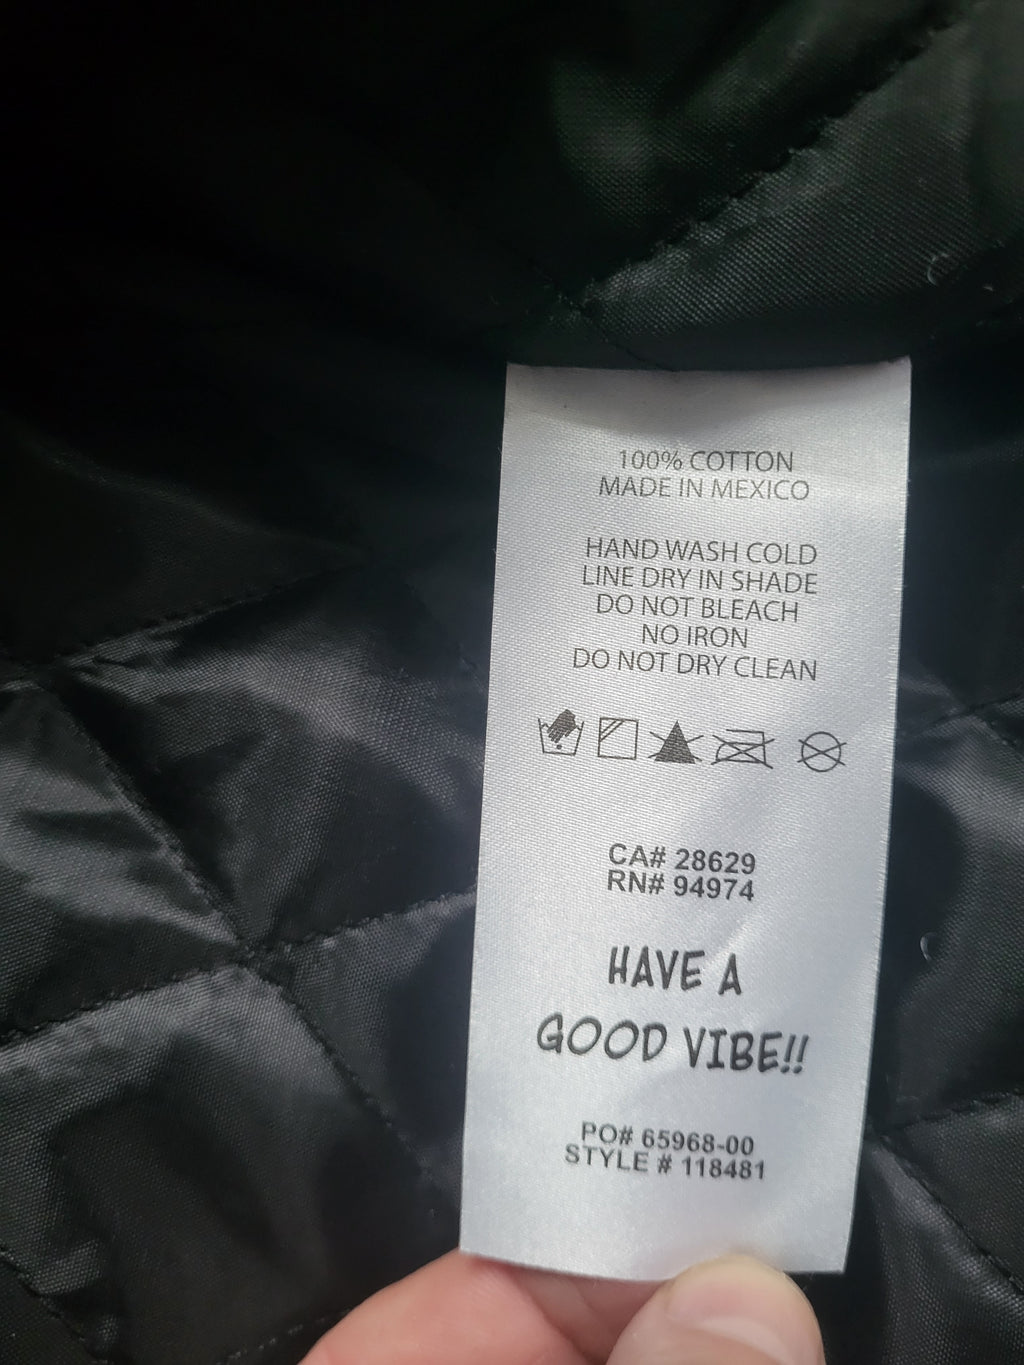 100% COTTON
MADE IN MEXICO
HAND WASH COLD
LINE DRY IN SHADE
DO NOT BLEACH
NO IRON
DO NOT DRY CLEAN
CA# 28629
RN# 94974
HAVE A
GOOD VIBE!!
PO# 65968-00
STYLE # 118481